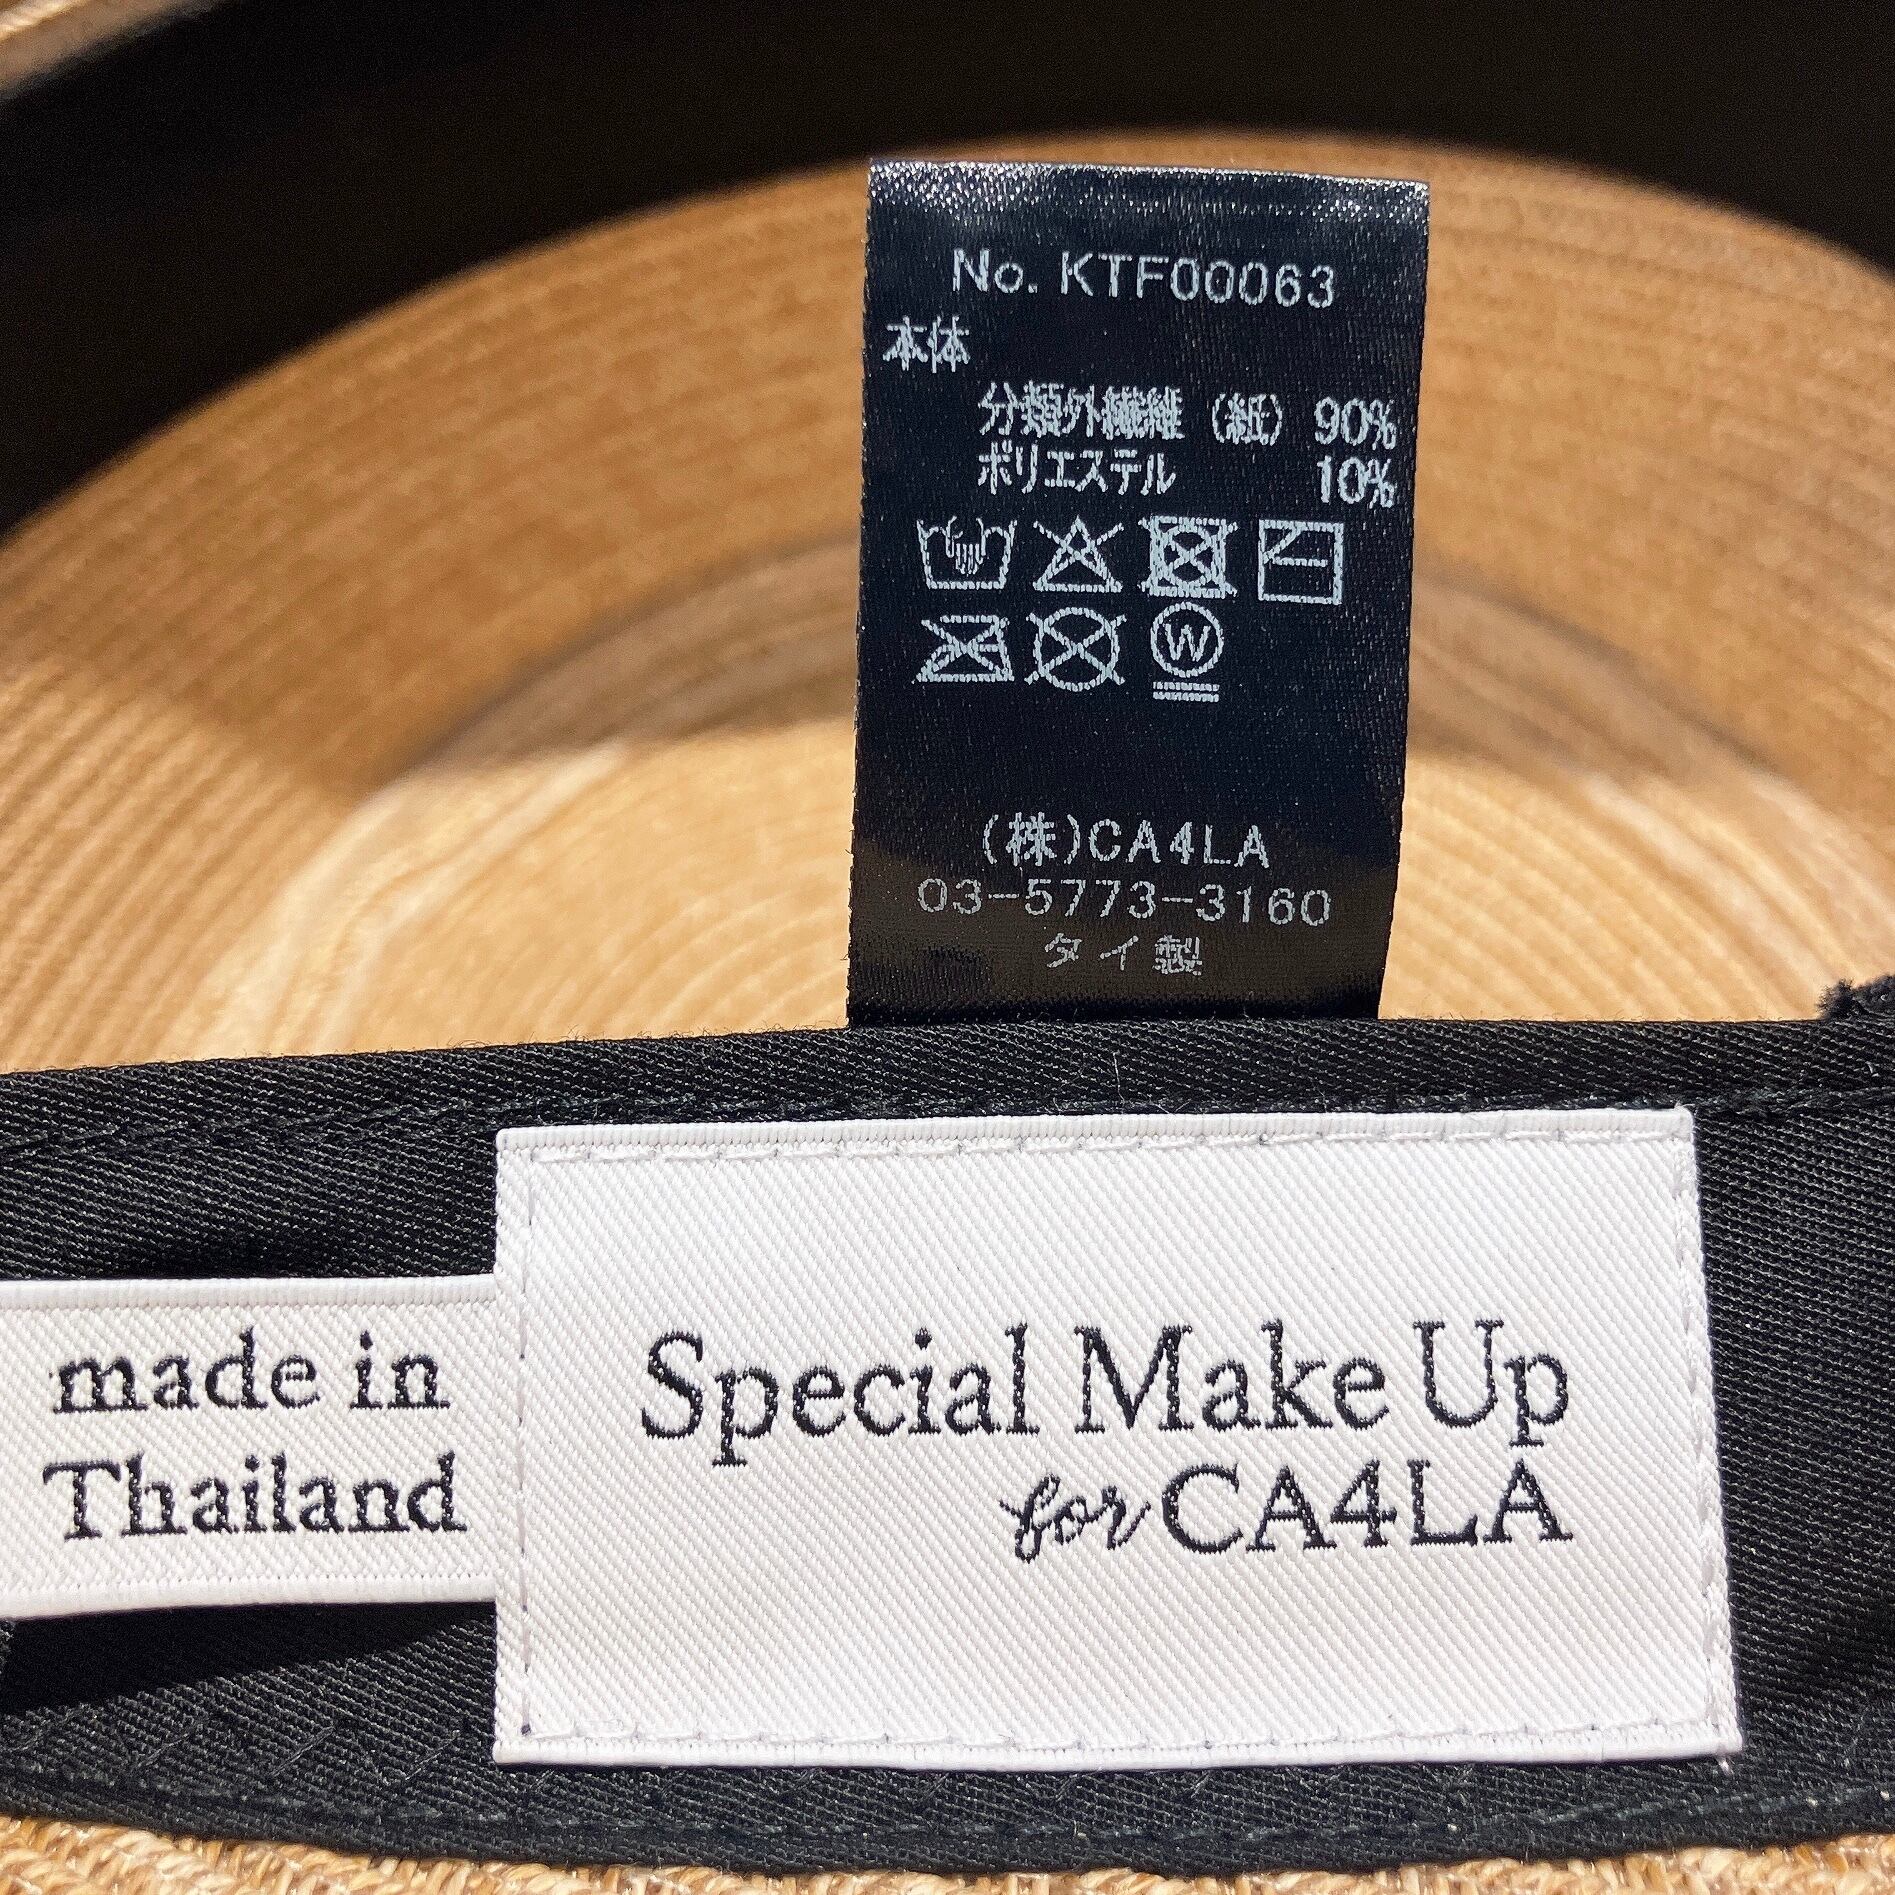 No. KTF00063
本体
分類外繊維 (紙) 90%
ポリエステル 10%
W
(株)CA4LA
03-5773-3160
タイ製
made in
Thailand
Special Make Up
for CA4LA